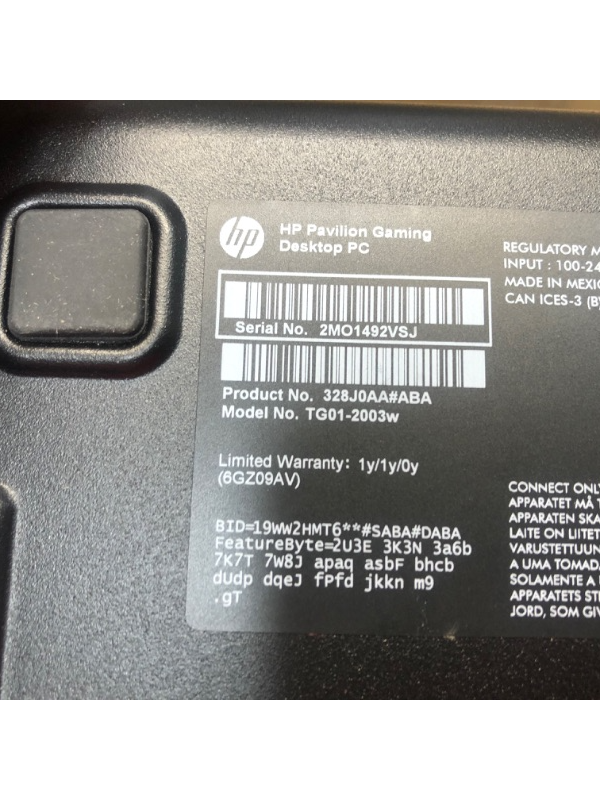 hp
HP Pavilion Gaming
Desktop PC
Serial No. 2MO1492VSJ
Product No. 328J0AA#ABA
Model No. TG01-2003w
Limited Warranty: 1y/1y/0y
(6GZ09AV)
BID=19WW2HMT6**#SABA#DABA
FeatureByte=2U3E 3K3N 3a6b
7K7T 7W8J apaq asbF bhcb
dUdp dqeJ fPfd jkkn m9
.gT
REGULATORY M
INPUT : 100-24
MADE IN MEXIC
CAN ICES-3 (B)
CONNECT ONL
APPARATET MÅ T
APPARATEN SKA
LAITE ON LIITET
VARUSTETTUUN
A UMA TOMADA
SOLAMENTE A
APPARATETS STI
JORD, SOM GIV